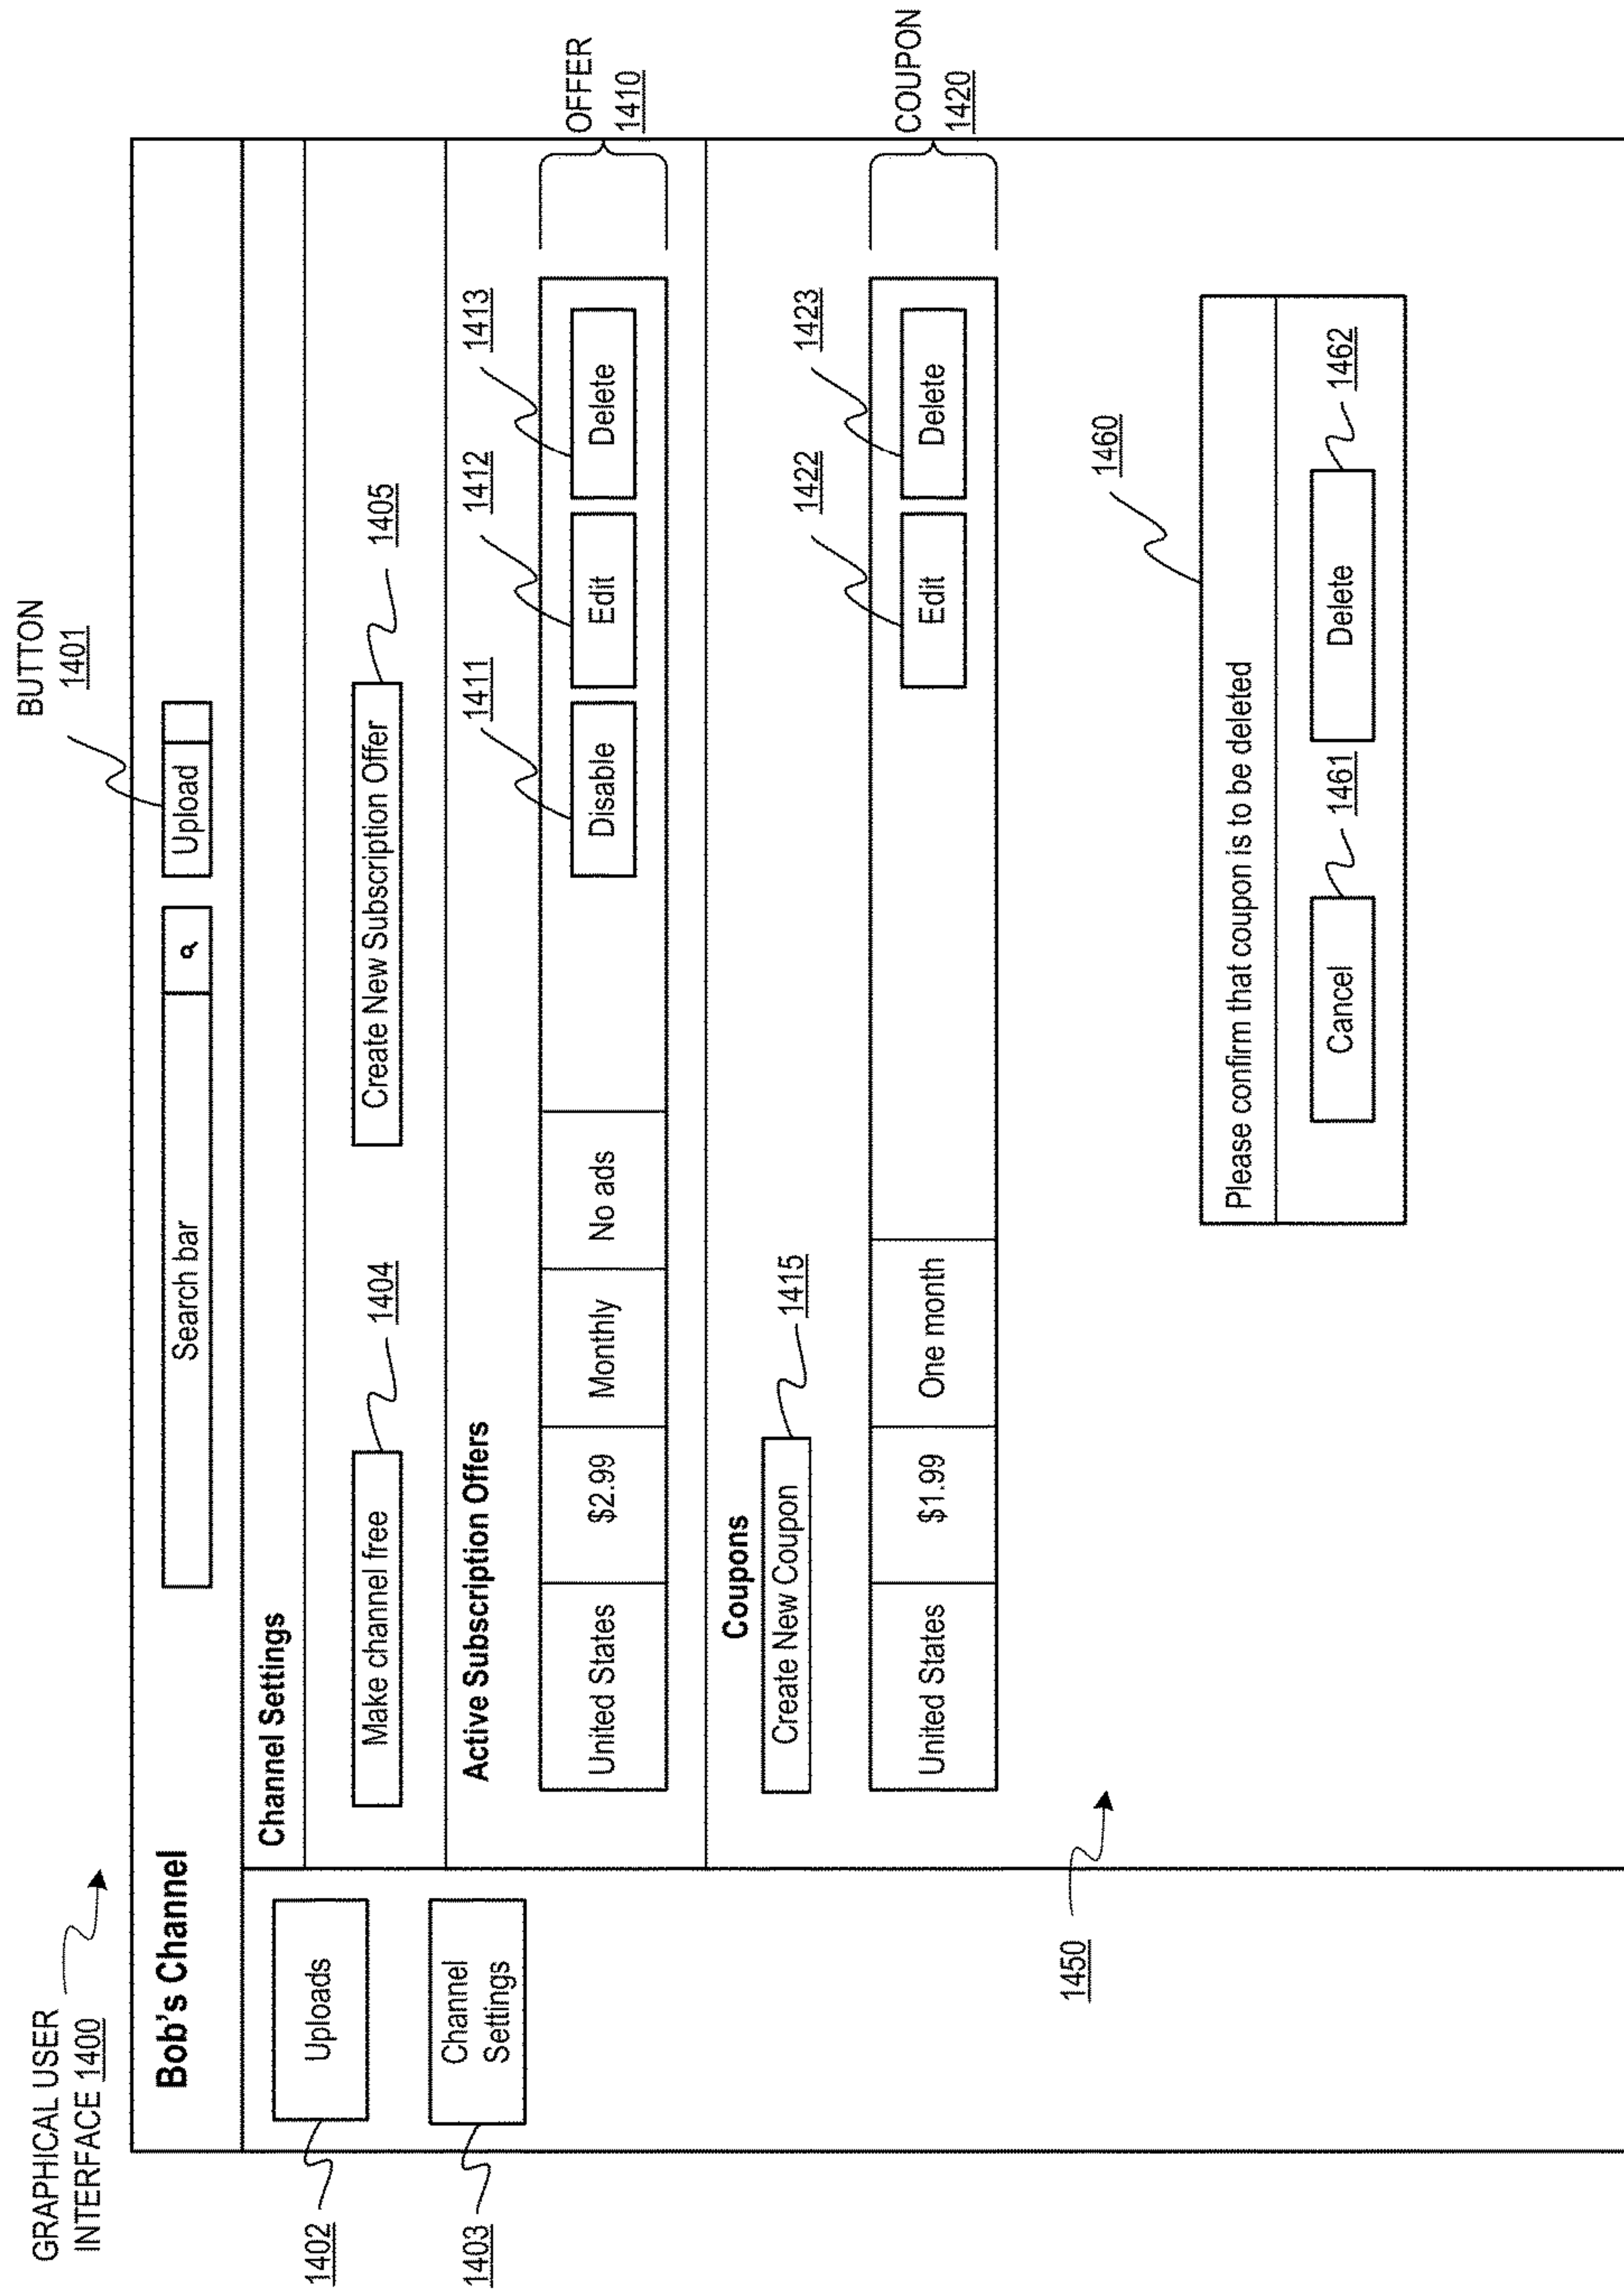 GRAPHICAL USER
INTERFACE 1400
BUTTON
1401
Bob's Channel
Search bar
Upload
Uploads
1402
Channel
Settings
1403
Channel Settings
Make channel free
1404
Create New Subscription Offer
1405
Active Subscription Offers
1411
1412
1413
United States
$2.99
Monthly
No ads
Disable
Edit
Delete
OFFER
1410
Coupons
Create New Coupon
1415
1422
1423
United States
$1.99
One month
Edit
Delete
COUPON
1420
1450
1460
Please confirm that coupon is to be deleted
Cancel
1461
Delete
1462